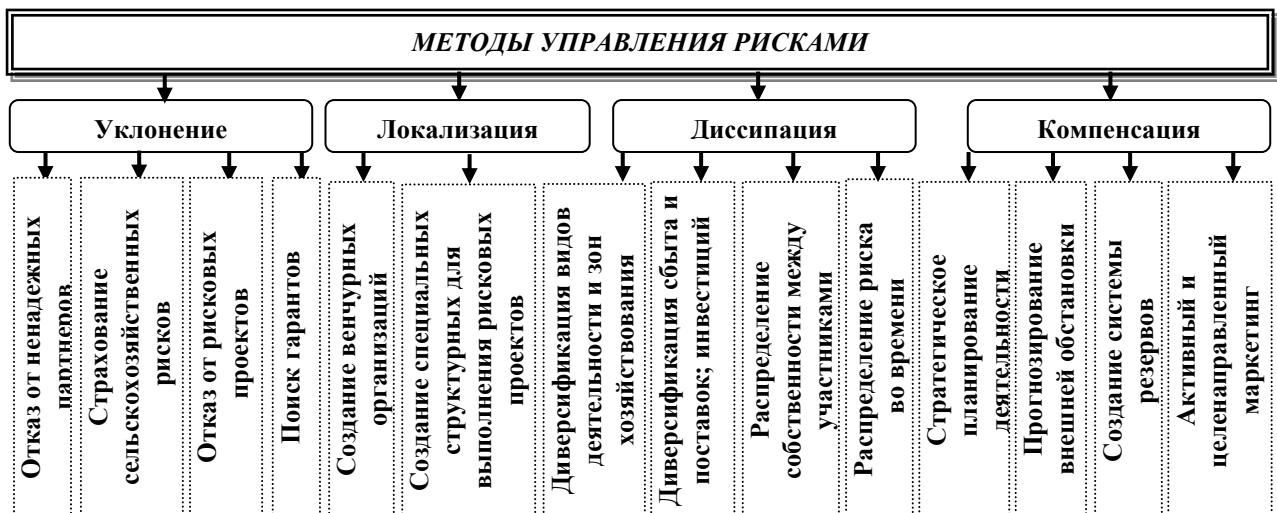 МЕТОДЫ УПРАВЛЕНИЯ РИСКАМИ
Уклонение
Локализация
Диссипация
Компенсация
Отказ от ненадежных
партнеров
Страхование
сельскохозяйственных
рисков
Отказ от рисковых
проектов
Поиск гарантов
Создание венчурных
организаций
Создание специальных
структурных для
выполнения рисковых
проектов
Диверсификация видов
деятельности и зон
хозяйствования
Диверсификация сбыта и
поставок; инвестиций
Распределение
собственности между
участниками
Распределение риска
во времени
Стратегическое
планирование
деятельности
Прогнозирование
внешней обстановки
Создание системы
резервов
Активный и
целенаправленный
маркетинг